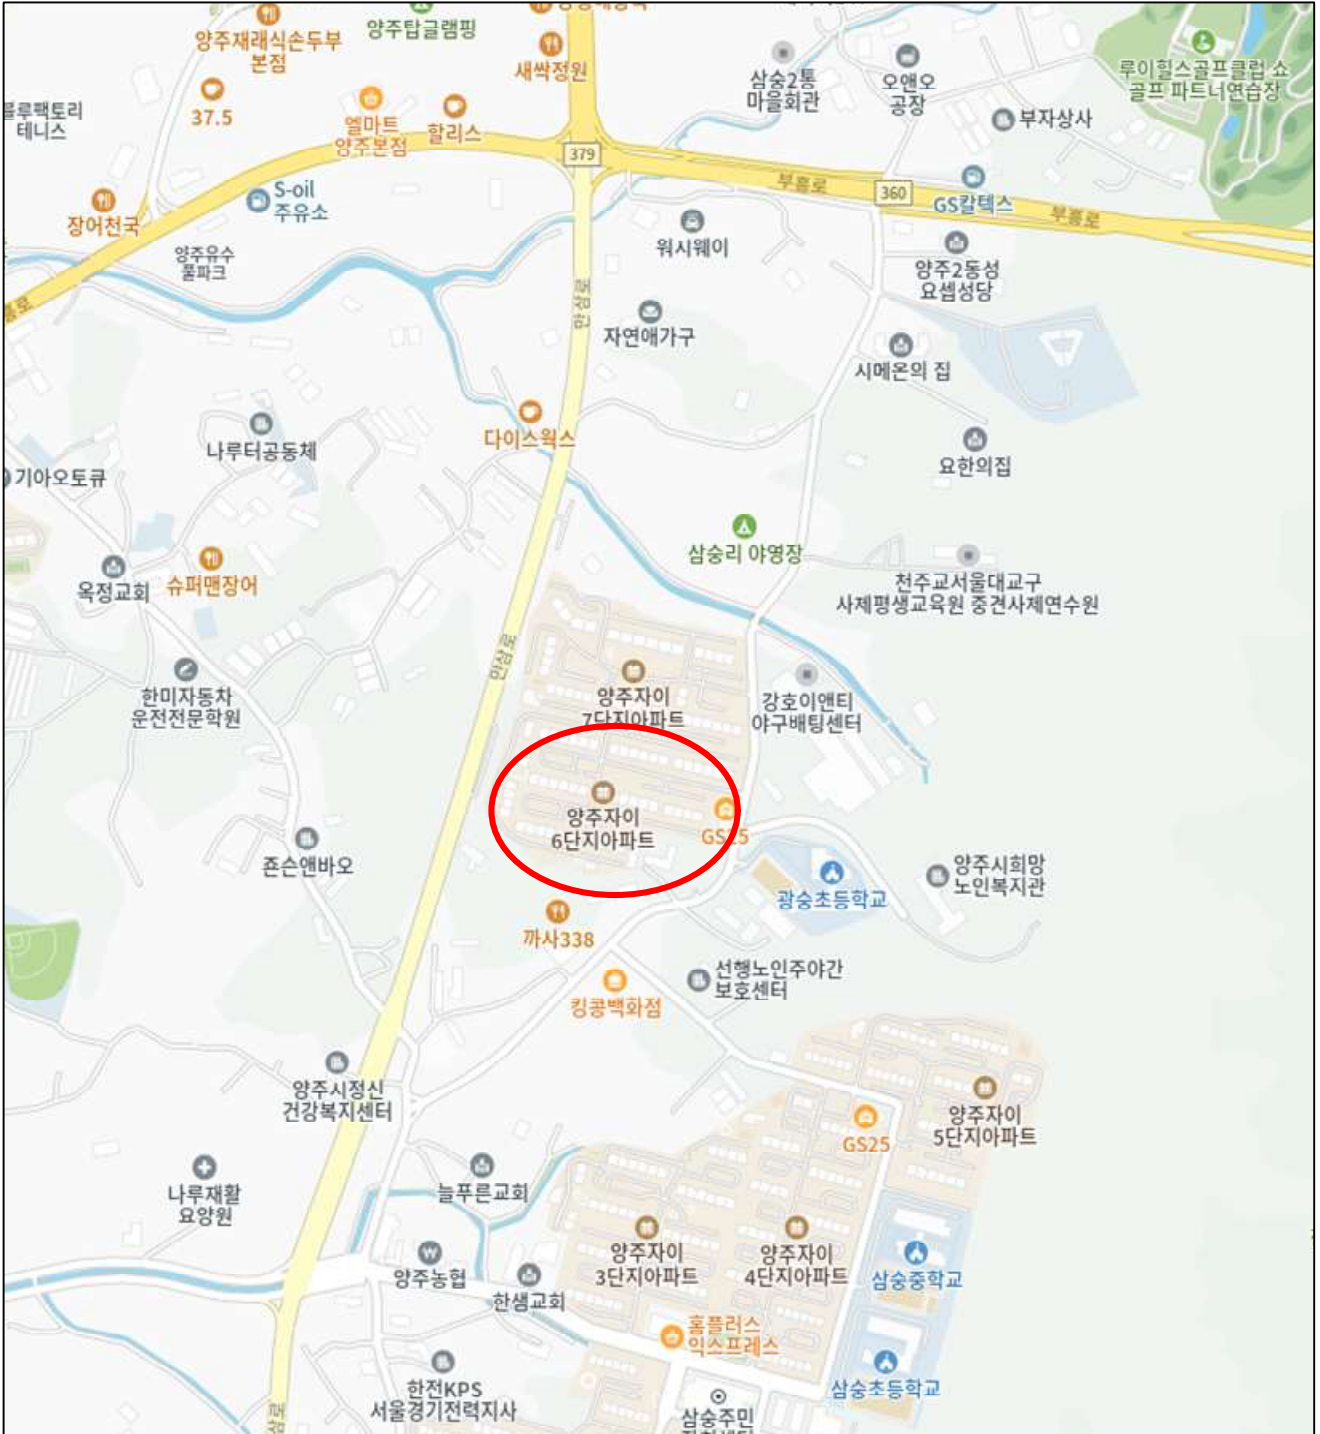 양주재래식손두부
본점
양주탑글램핑
새싹정원
37.5
엘마트
양주본점
할리스
테니스
장어천국
S-oil
주유소
양주유수
풀파크
379
삼숭2통
마을회관
오앤오
공장
부자상사
루이힐스골프클럽 쇼
골프 파트너연습장
부흥로
360
GS칼텍스
부흥로
워시웨이
양주2동성
요셉성당
만삼로
자연애가구
시메온의 집
다이스웍스
나루터공동체
기아오토큐
요한의집
삼숭리 야영장
천주교서울대교구
사제평생교육원 중견사제연수원
옥정교회
슈퍼맨장어
만삼로
한미자동차
운전전문학원
양주자이
7단지아파트
강호이앤티
야구배팅센터
양주자이
6단지아파트
GS25
죤슨앤바오
광숭초등학교
양주시희망
노인복지관
까사338
선행노인주야간
보호센터
킹콩백화점
양주시정신
건강복지센터
양주자이
5단지아파트
GS25
나루재활
요양원
늘푸른교회
양주자이
3단지아파트
양주자이
4단지아파트
삼숭중학교
양주농협
한샘교회
홈플러스
익스프레스
한전KPS
서울경기전력지사
삼숭초등학교
삼숭주민